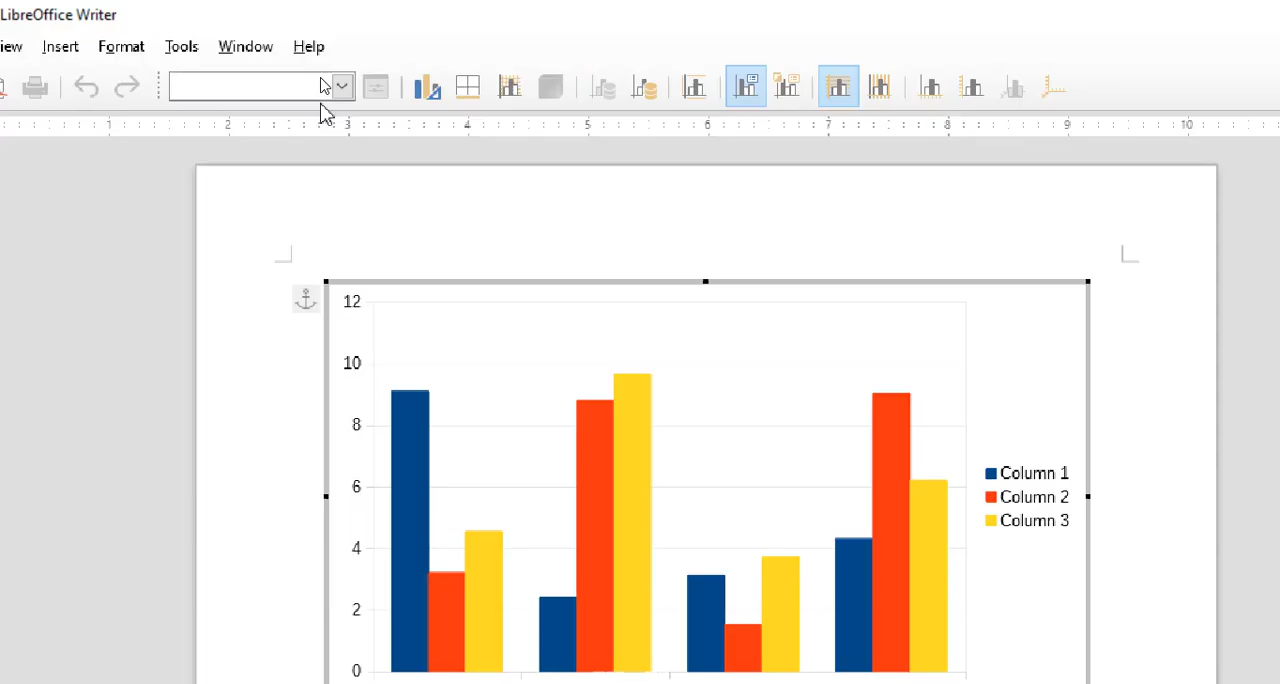 LibreOffice Writer
iew Insert Format Tools Window Help
1 2 3 4 5 6 7 8 9 10
12
10
8
6
4
2
0
Column 1
Column 2
Column 3